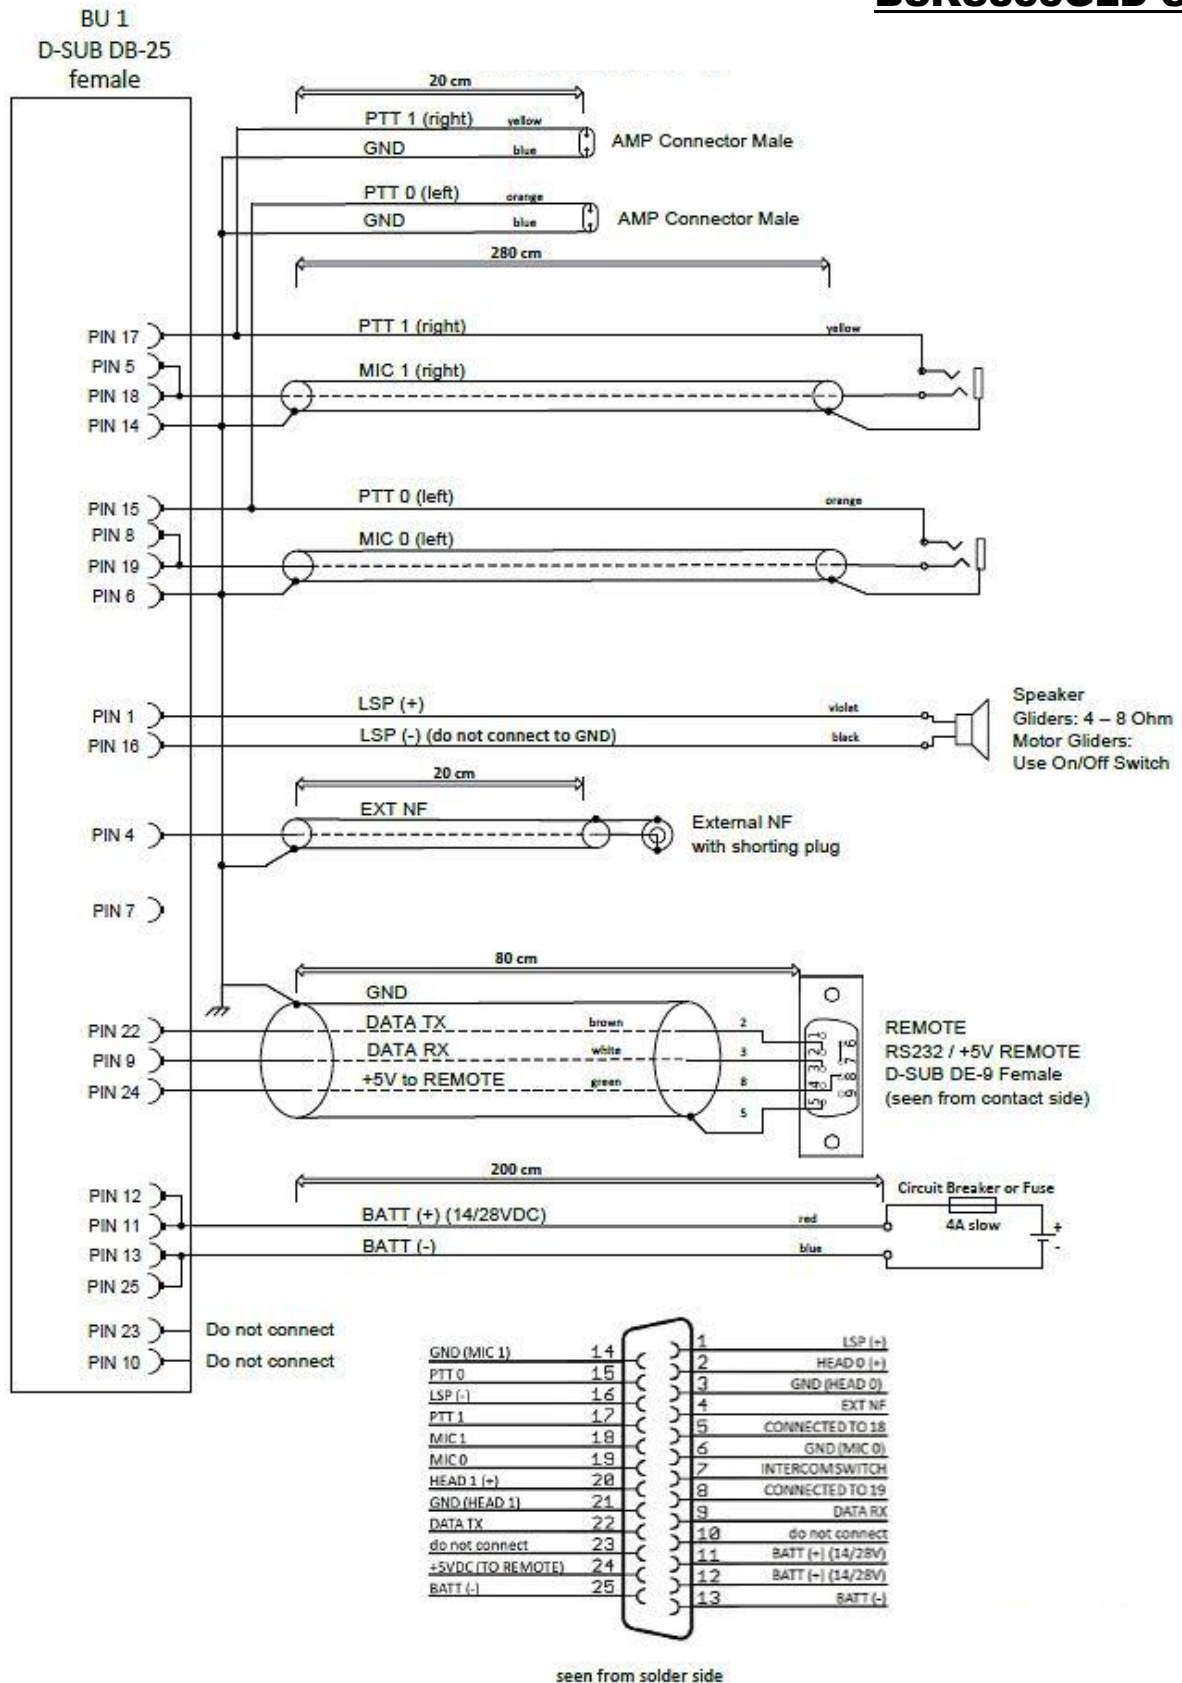 BU 1
D-SUB DB-25
female
20 cm
PTT 1 (right) yellow
GND blue
AMP Connector Male
PTT 0 (left) orange
GND blue
AMP Connector Male
280 cm
PIN 17 PTT 1 (right) yellow
PIN 5
PIN 18 MIC 1 (right)
PIN 14
PIN 15 PTT 0 (left) orange
PIN 8
PIN 19 MIC 0 (left)
PIN 6
PIN 1 LSP (+) violet
PIN 16 LSP (-) (do not connect to GND) black
Speaker
Gliders: 4 – 8 Ohm
Motor Gliders:
Use On/Off Switch
20 cm
PIN 4 EXT NF
External NF
with shorting plug
PIN 7
80 cm
GND
PIN 22 DATA TX brown 2
PIN 9 DATA RX white 3
PIN 24 +5V to REMOTE green 8
5
1 2 3 4 5
6 7 8 9
REMOTE
RS232 / +5V REMOTE
D-SUB DE-9 Female
(seen from contact side)
200 cm
PIN 12
PIN 11 BATT (+) (14/28VDC) red
PIN 13 BATT (-) blue
PIN 25
Circuit Breaker or Fuse
4A slow
+
-
PIN 23 Do not connect
PIN 10 Do not connect
GND (MIC 1) 14
PTT 0 15
LSP (-) 16
PTT 1 17
MIC 1 18
MIC 0 19
HEAD 1 (+) 20
GND (HEAD 1) 21
DATA TX 22
do not connect 23
+5VDC (TO REMOTE) 24
BATT (-) 25
1 LSP (+)
2 HEAD 0 (+)
3 GND (HEAD 0)
4 EXT NF
5 CONNECTED TO 18
6 GND (MIC 0)
7 INTERCOM SWITCH
8 CONNECTED TO 19
9 DATA RX
10 do not connect
11 BATT (+) (14/28V)
12 BATT (+) (14/28V)
13 BATT (-)
seen from solder side